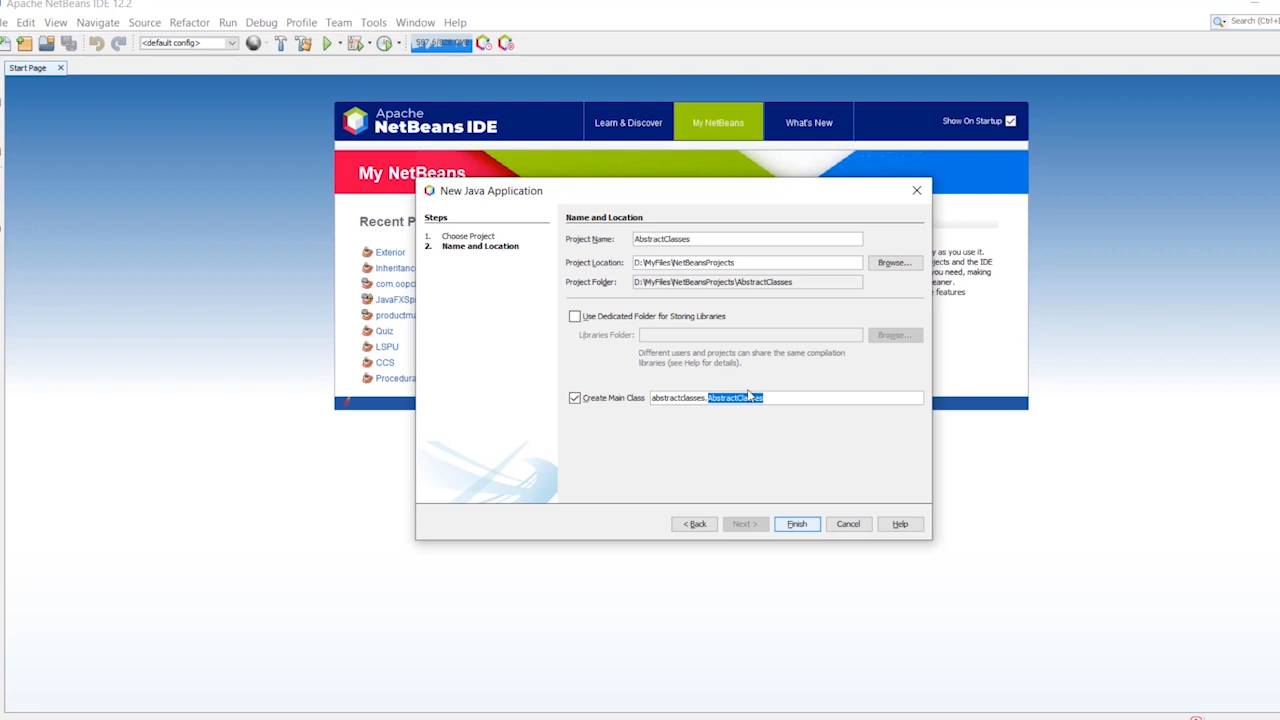 Apache NetBeans IDE 12.2
Edit View Navigate Source Refactor Run Debug Profile Team Tools Window Help
<default config>
Search (Ctrl+
Start Page
Apache
NetBeans IDE
Learn & Discover
My NetBeans
What's New
Show On Startup
My NetBeans
Recent P
Exterior
Inheritanc
com.oopc
JavaFXSp
productma
Quiz
LSPU
CCS
Procedura
y as you use it.
ojects and the IDE
you need, making
eaner.
e features
New Java Application
Steps
1. Choose Project
2. Name and Location
Name and Location
Project Name: AbstractClasses
Project Location: D:\MyFiles\NetBeansProjects Browse...
Project Folder: D:\MyFiles\NetBeansProjects\AbstractClasses
Use Dedicated Folder for Storing Libraries
Libraries Folder: Browse...
Different users and projects can share the same compilation
libraries (see Help for details).
Create Main Class abstractclasses.AbstractClasses
< Back Next > Finish Cancel Help